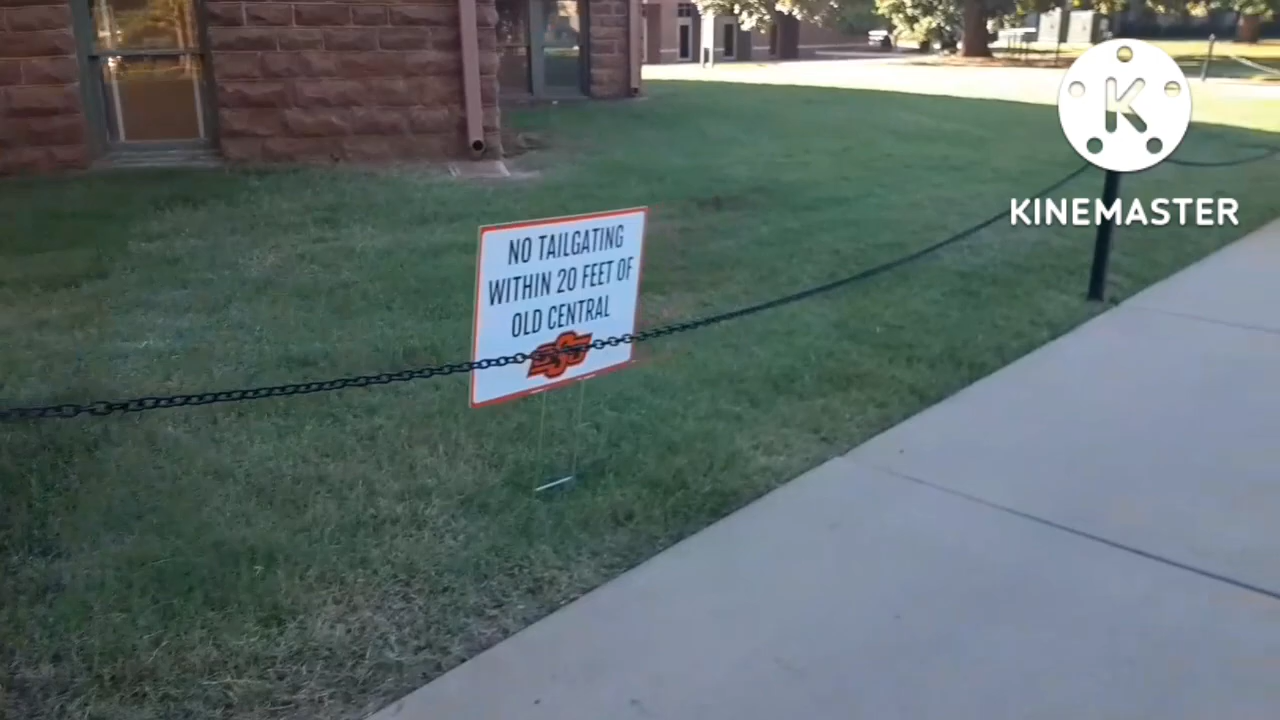 K
KINEMASTER
NO TAILGATING
WITHIN 20 FEET OF
OLD CENTRAL
OSU